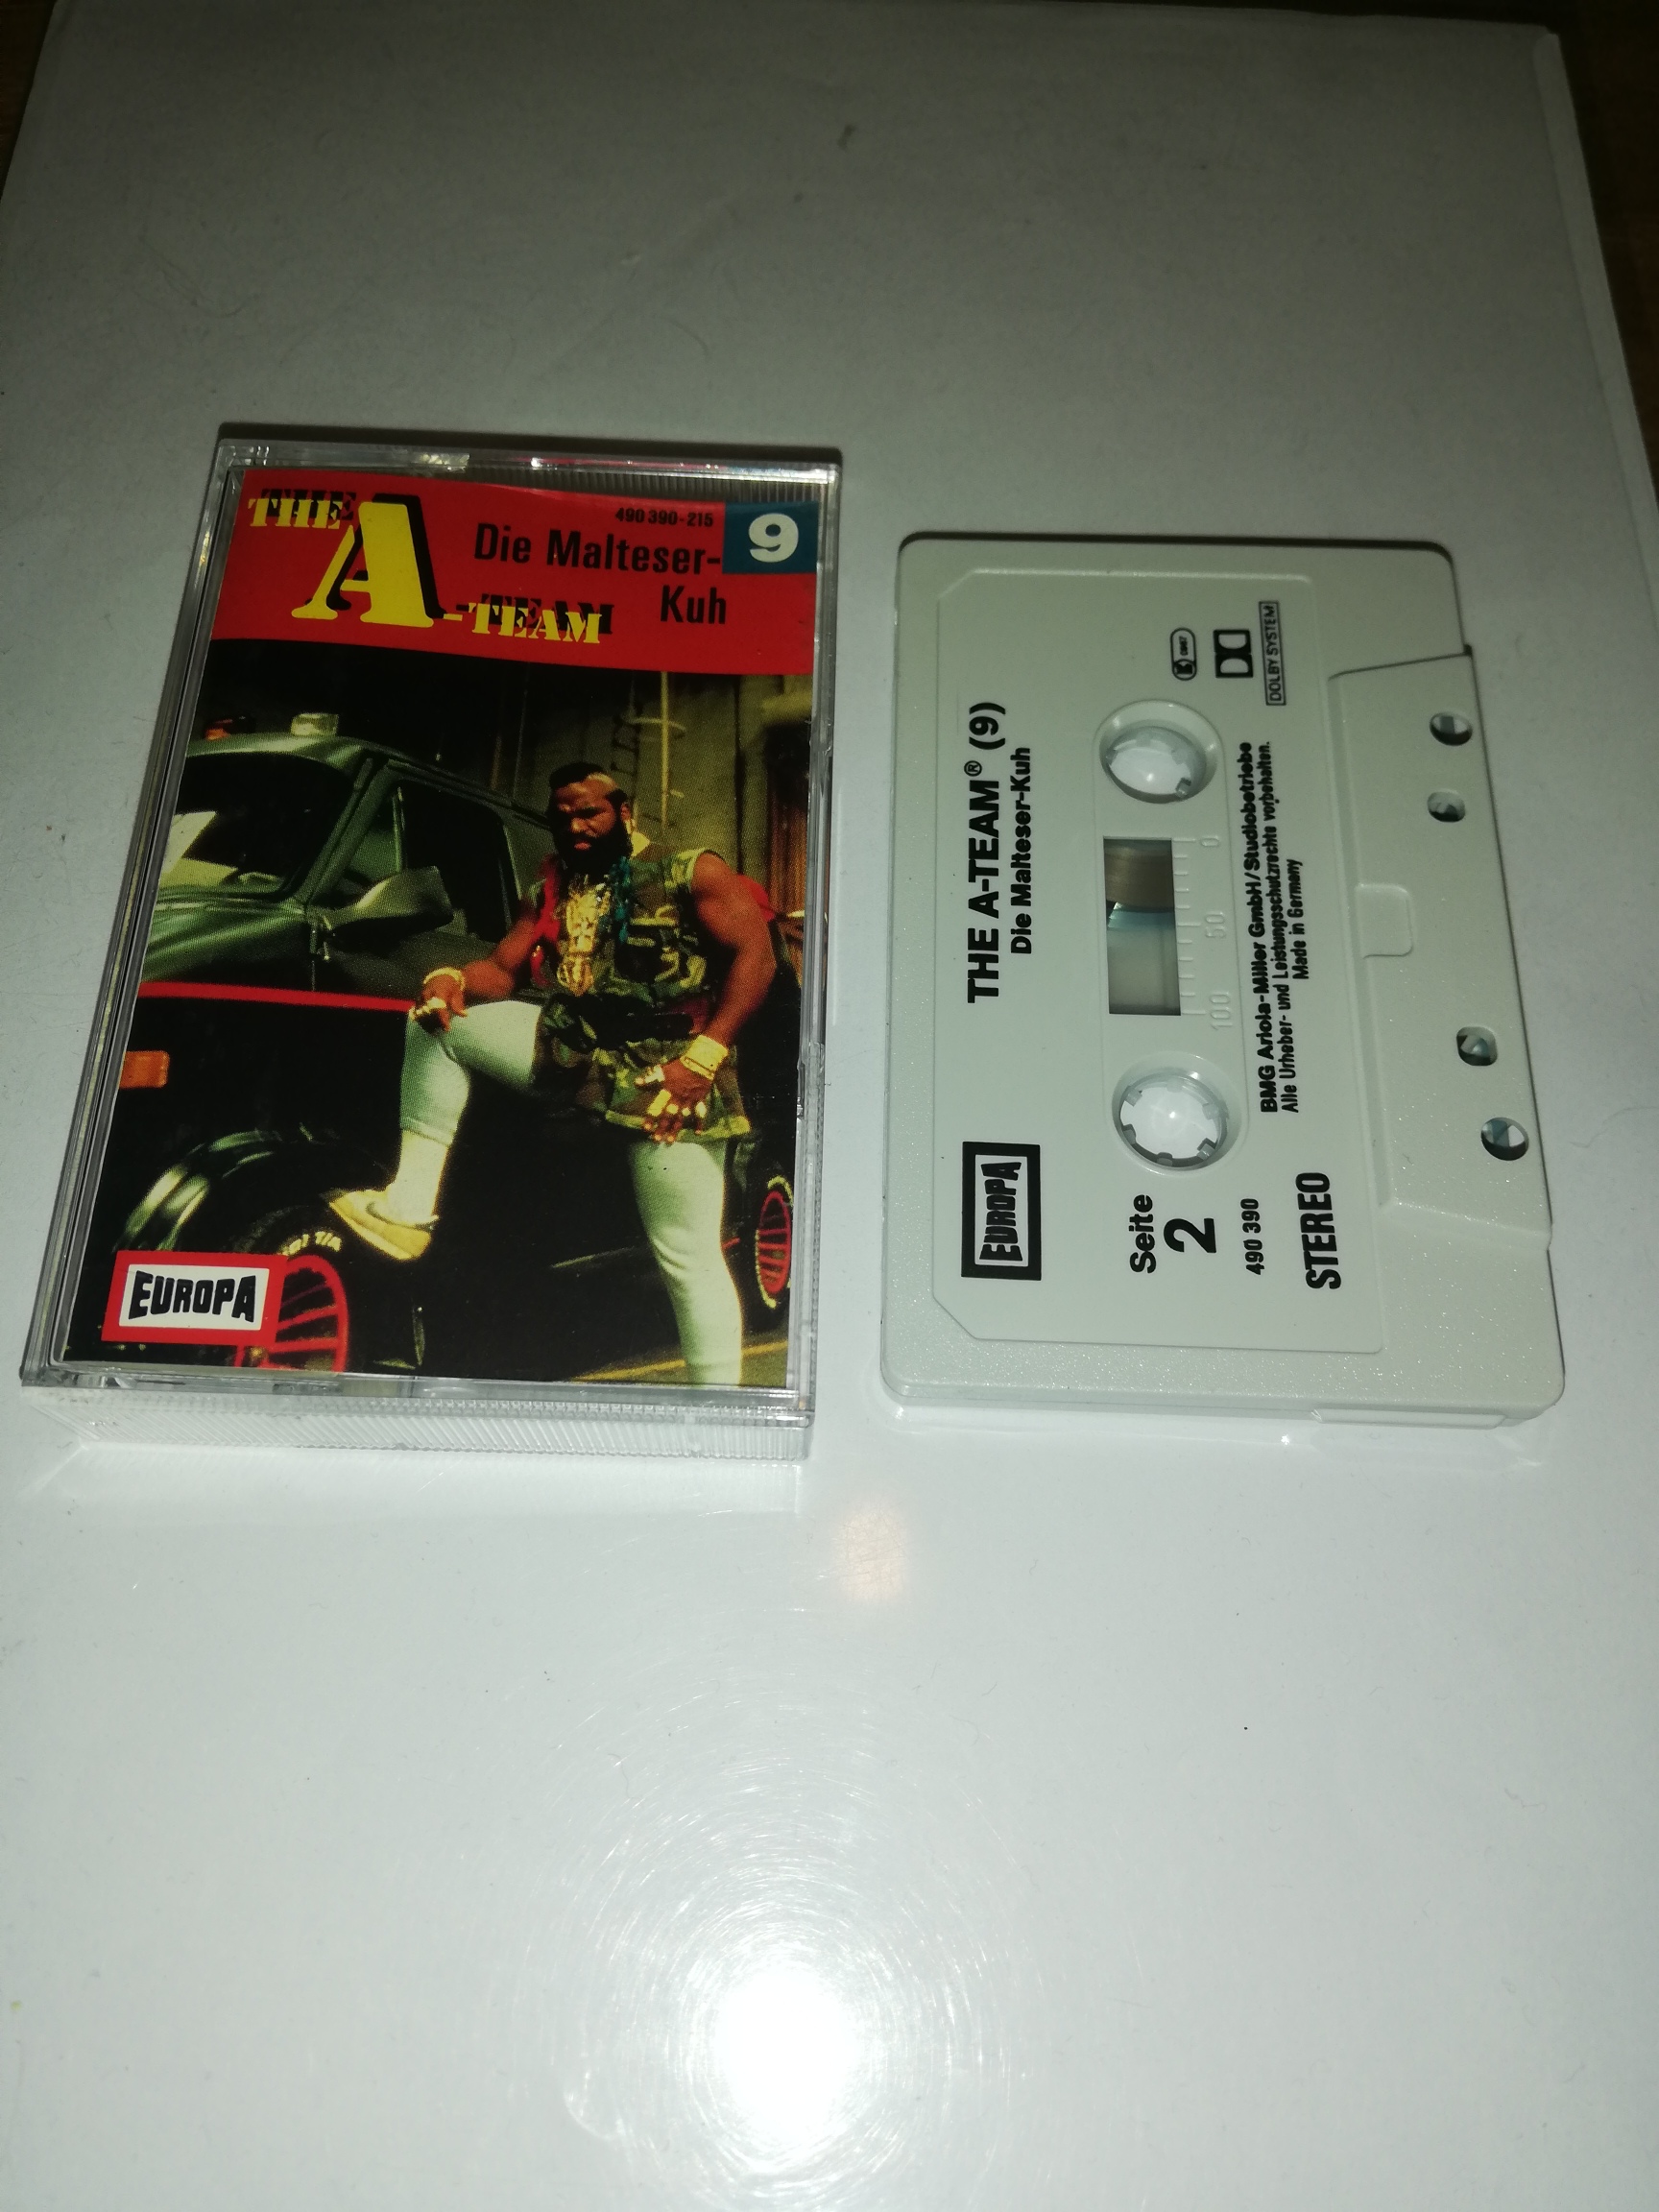 THE
A
-TEAM
490 390-215
9
Die Malteser-
Kuh
EUROPA
THE A-TEAM® (9)
Die Malteser-Kuh
EUROPA
Seite
2
490 390
STEREO
100 50 0
DOLBY SYSTEM
BMG Ariola-Miller GmbH/Studiobetriebe
Alle Urheber- und Leistungsschutzrechte vorbehalten.
Made in Germany